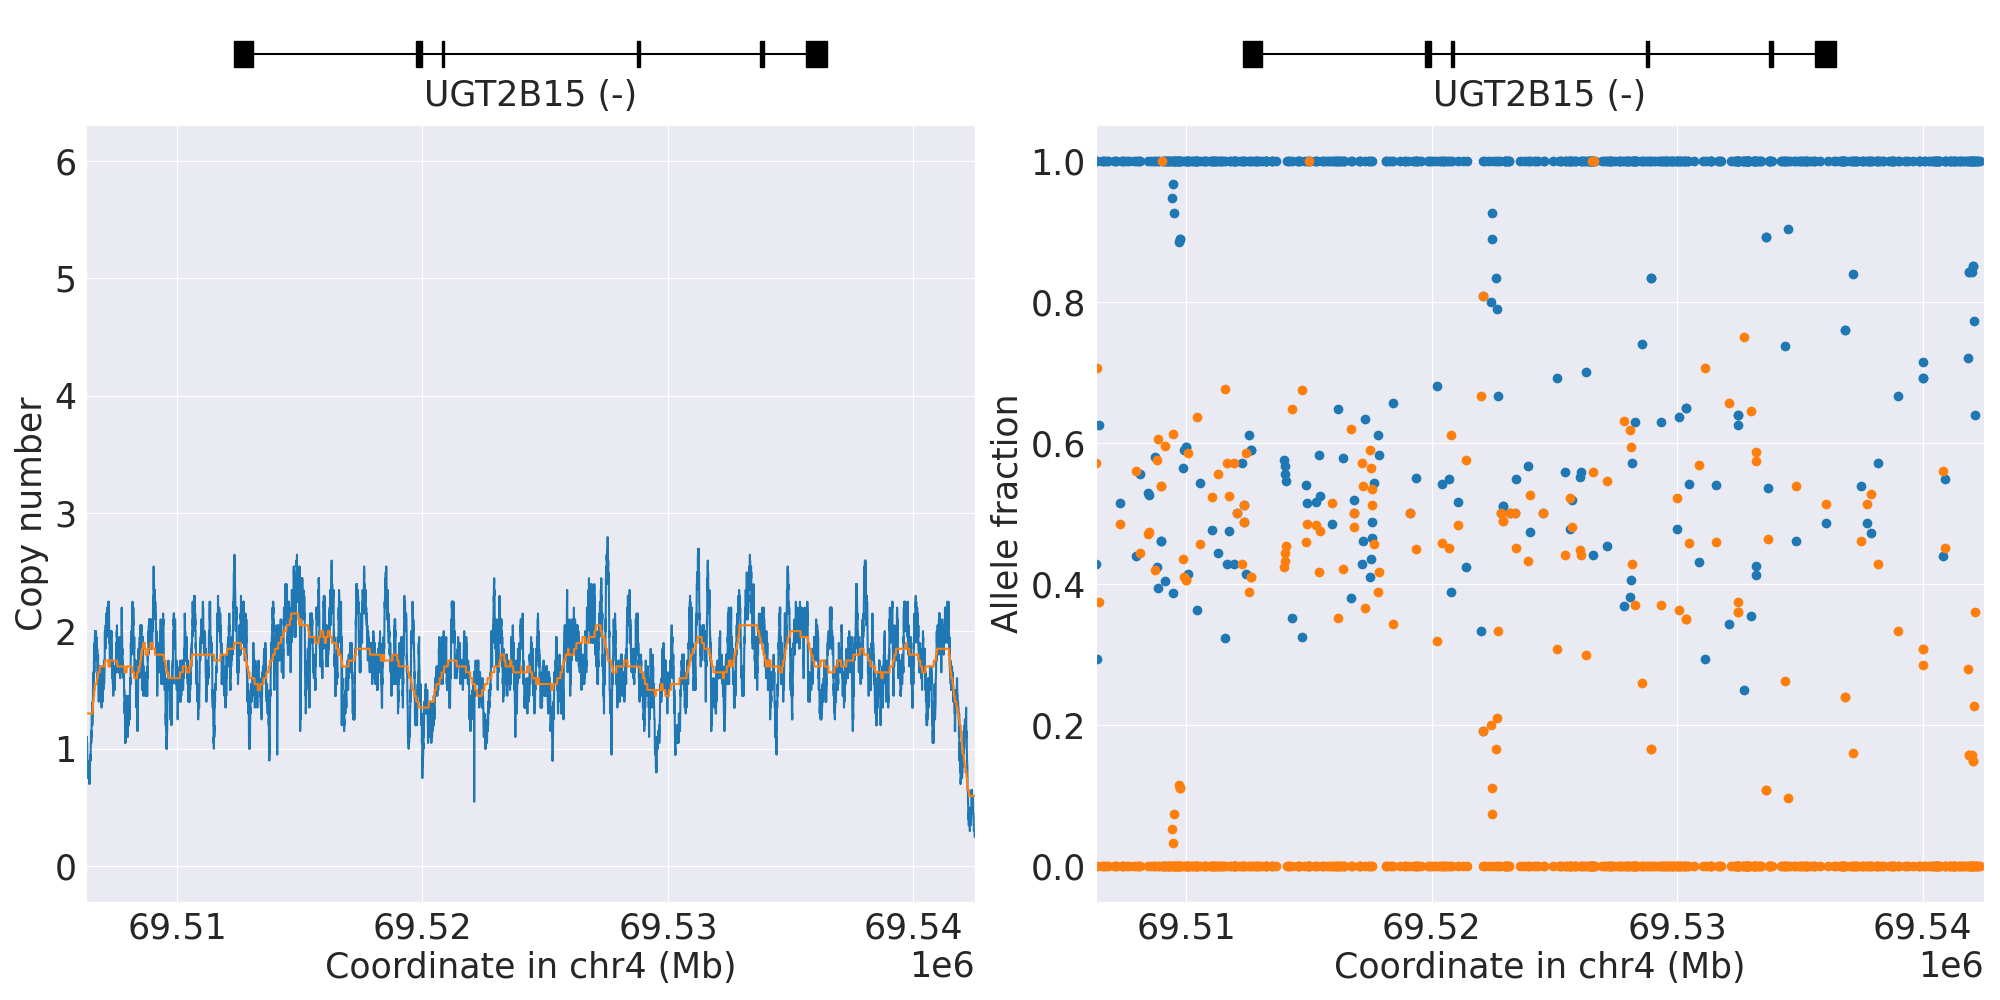 UGT2B15 (-)
6
5
4
3
2
1
0
Copy number
69.51 69.52 69.53 69.54
Coordinate in chr4 (Mb) 1e6
UGT2B15 (-)
1.0
0.8
0.6
0.4
0.2
0.0
Allele fraction
69.51 69.52 69.53 69.54
Coordinate in chr4 (Mb) 1e6